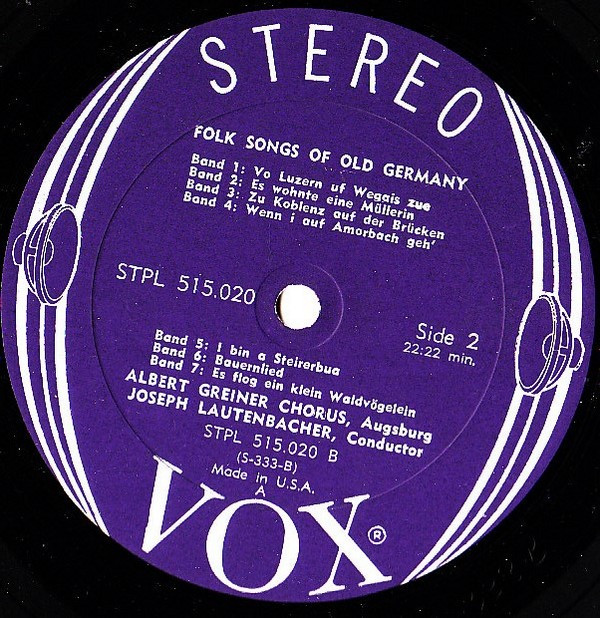 STEREO
FOLK SONGS OF OLD GERMANY
Band 1: Vo Luzern uf Wegais zue
Band 2: Es wohnte eine Müllerin
Band 3: Zu Koblenz auf der Brücken
Band 4: Wenn i auf Amorbach geh'
STPL 515.020
Side 2
22:22 min.
Band 5: I bin a Steirerbua
Band 6: Bauernlied
Band 7: Es flog ein klein Waldvögelein
ALBERT GREINER CHORUS, Augsburg
JOSEPH LAUTENBACHER, Conductor
STPL 515.020 B
(S-333-B)
Made in U.S.A.
A
VOX®